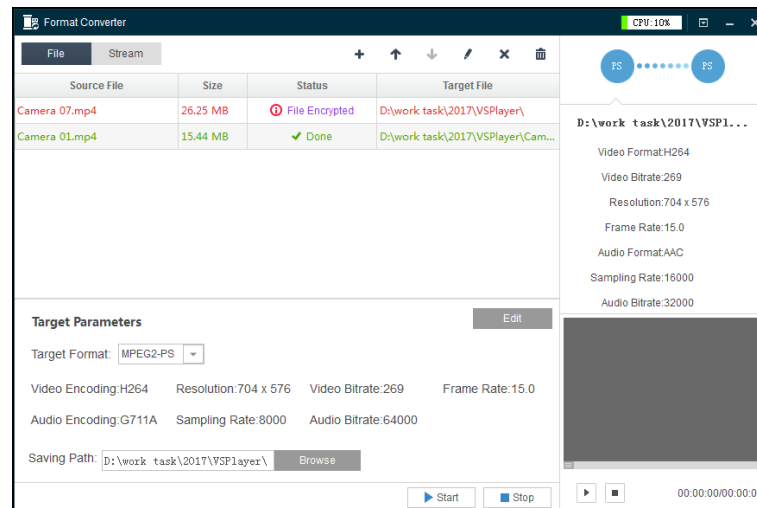 Format Converter
CPU:10%
File Stream
Source File Size Status Target File
Camera 07.mp4 26.25 MB File Encrypted D:\work task\2017\VSPlayer\
Camera 01.mp4 15.44 MB Done D:\work task\2017\VSPlayer\Cam...
Target Parameters
Edit
Target Format: MPEG2-PS
Video Encoding:H264 Resolution:704 x 576 Video Bitrate:269 Frame Rate:15.0
Audio Encoding:G711A Sampling Rate:8000 Audio Bitrate:64000
Saving Path: D:\work task\2017\VSPlayer\ Browse
Start Stop
PS PS
D:\work task\2017\VSPl...
Video Format:H264
Video Bitrate:269
Resolution:704 x 576
Frame Rate:15.0
Audio Format:AAC
Sampling Rate:16000
Audio Bitrate:32000
00:00:00/00:00:0